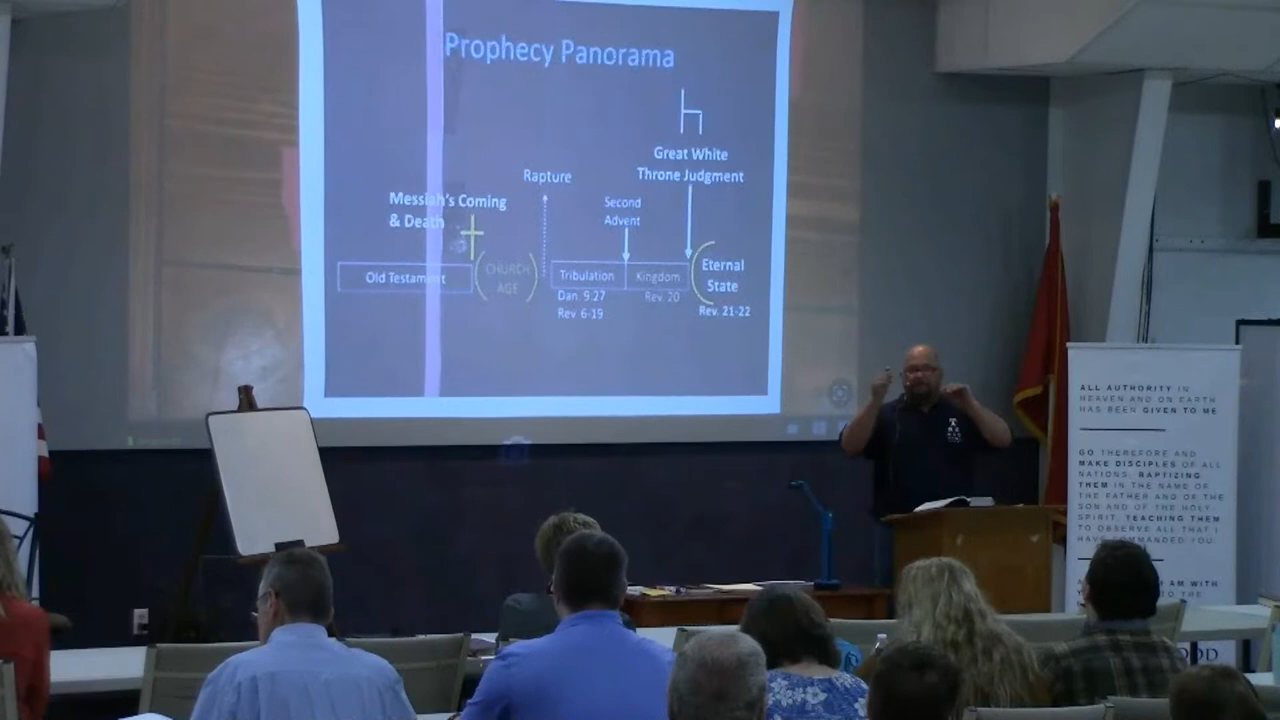 Prophecy Panorama
Great White
Throne Judgment
Rapture
Messiah's Coming
& Death
Second
Advent
Old Testament
CHURCH
AGE
Tribulation
Kingdom
Eternal
State
Dan. 9:27
Rev. 6-19
Rev. 20
Rev. 21-22
ALL AUTHORITY IN
HEAVEN AND ON EARTH
HAS BEEN GIVEN TO ME
GO THEREFORE AND
MAKE DISCIPLES OF ALL
NATIONS, BAPTIZING
THEM IN THE NAME OF
THE FATHER AND OF THE
SON AND OF THE HOLY
SPIRIT, TEACHING THEM
TO OBSERVE ALL THAT I
HAVE COMMANDED YOU.
AM WITH
TO THE